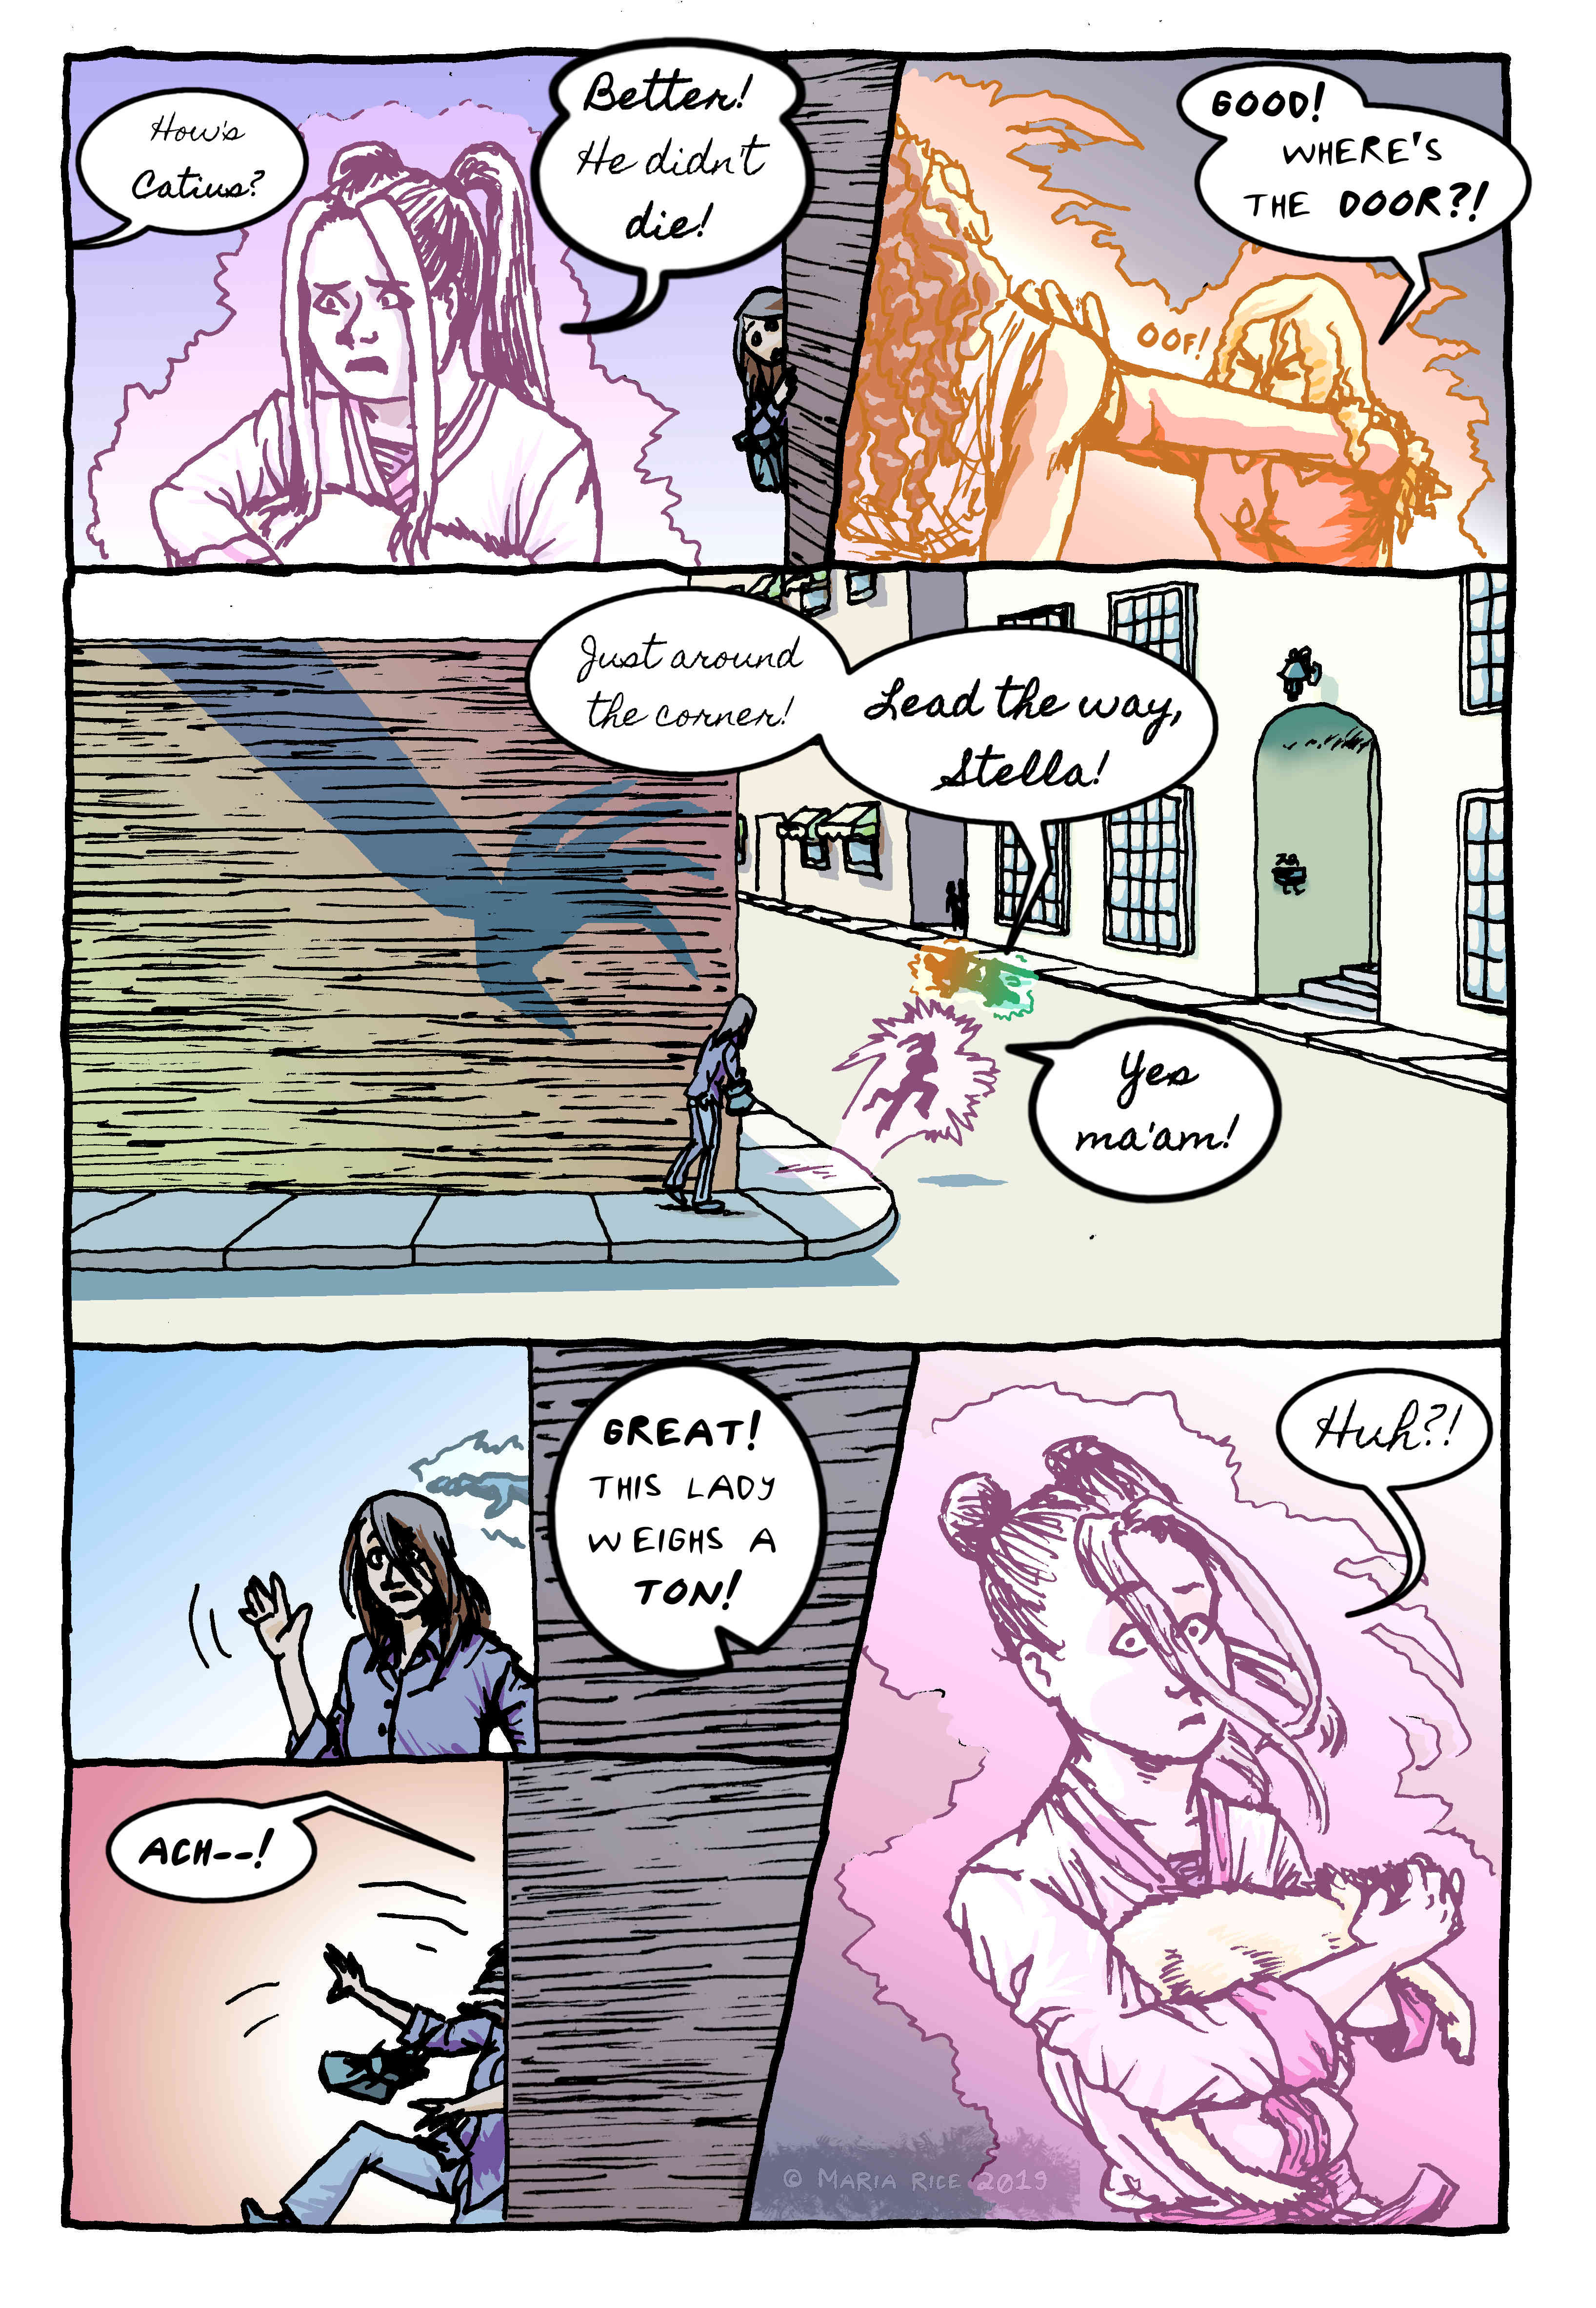 How's
Catius?
Better!
He didn't
die!
GOOD!
WHERE'S
THE DOOR?!
OOF!
Just around
the corner!
Lead the way,
Stella!
Yes
ma'am!
GREAT!
THIS LADY
WEIGHS A
TON!
Huh?!
ACH--!
© MARIA RICE 2019